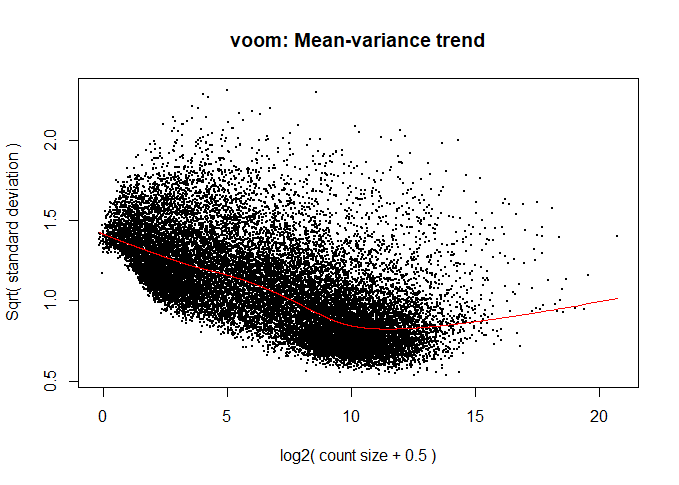 voom: Mean-variance trend
Sqrt( standard deviation )
2.0
1.5
1.0
0.5
0 5 10 15 20
log2( count size + 0.5 )